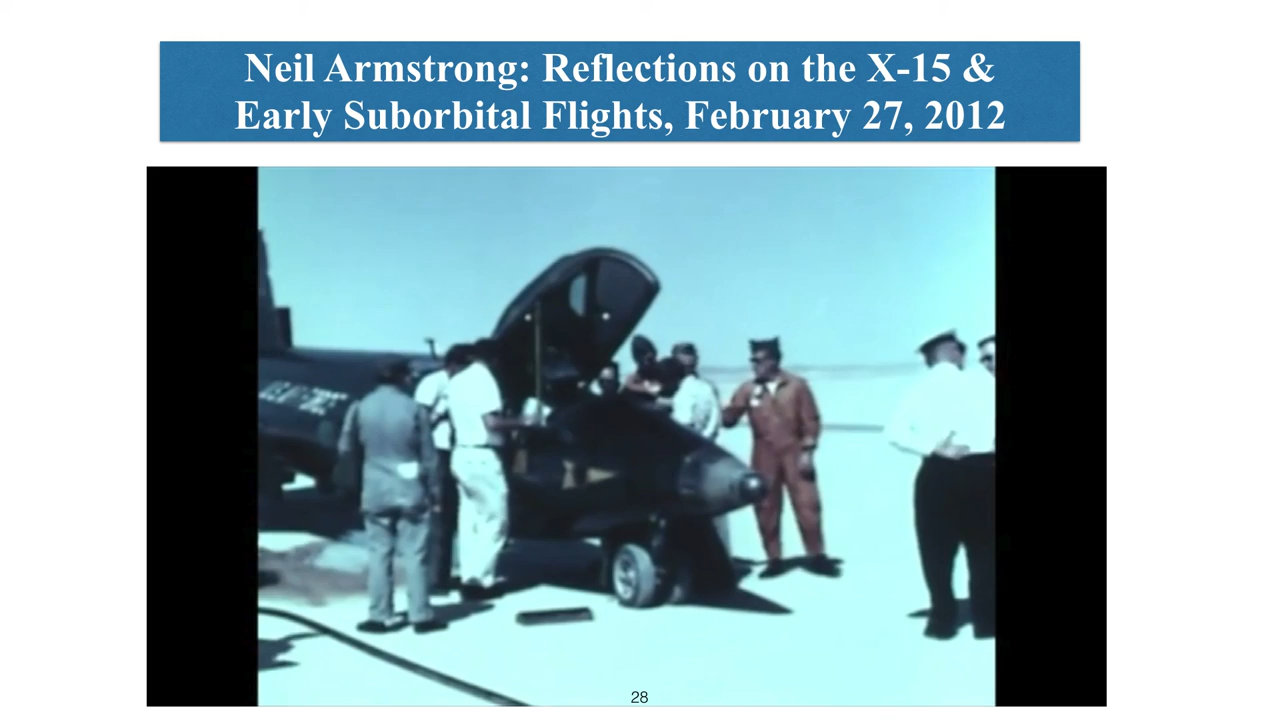 Neil Armstrong: Reflections on the X-15 &
Early Suborbital Flights, February 27, 2012
28